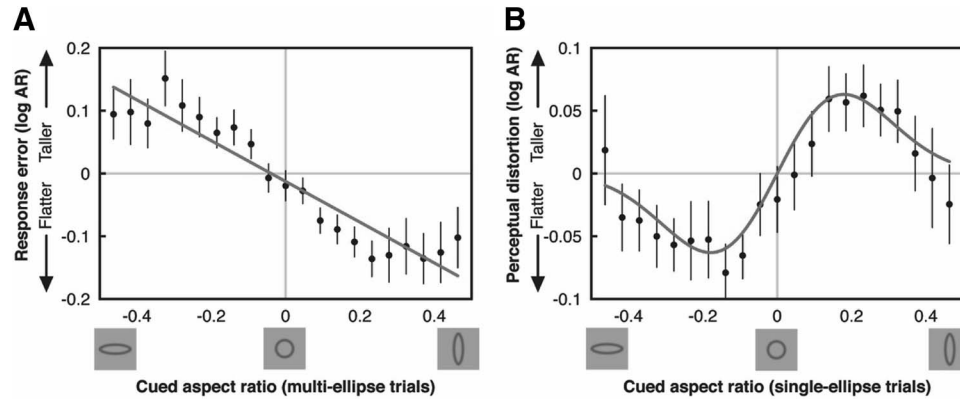 A
Response error (log AR)
Flatter Taller
0.2
0.1
0
-0.1
-0.2
-0.4 -0.2 0 0.2 0.4
Cued aspect ratio (multi-ellipse trials)
B
Perceptual distortion (log AR)
Flatter Taller
0.1
0.05
0
-0.05
-0.1
-0.4 -0.2 0 0.2 0.4
Cued aspect ratio (single-ellipse trials)